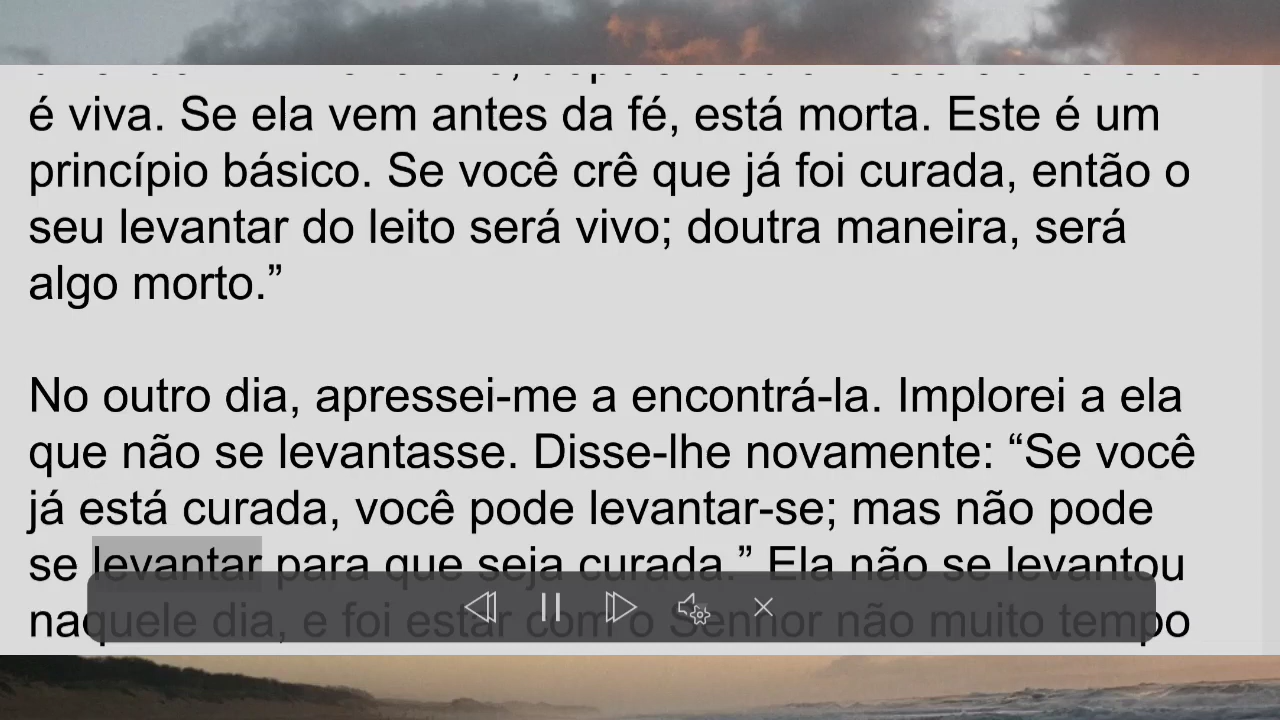 é viva. Se ela vem antes da fé, está morta. Este é um
princípio básico. Se você crê que já foi curada, então o
seu levantar do leito será vivo; doutra maneira, será
algo morto.”
No outro dia, apressei-me a encontrá-la. Implorei a ela
que não se levantasse. Disse-lhe novamente: “Se você
já está curada, você pode levantar-se; mas não pode
se levantar para que seja curada.” Ela não se levantou
naquele dia, e foi estar com o Senhor não muito tempo